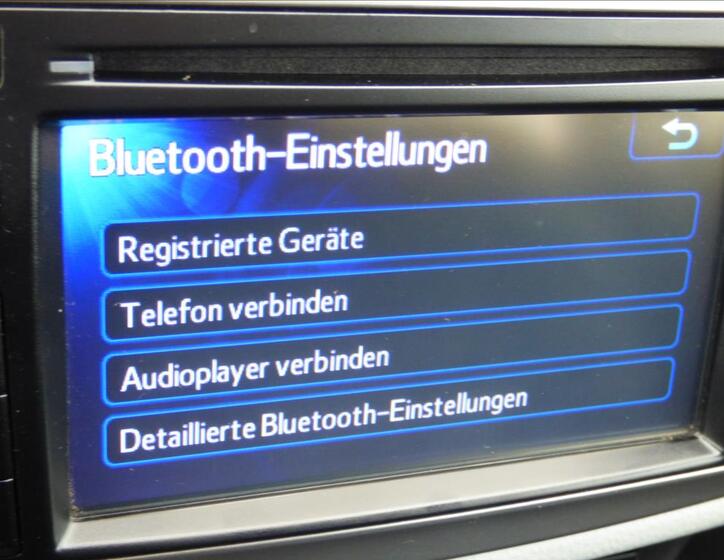 Bluetooth-Einstellungen
Registrierte Geräte
Telefon verbinden
Audioplayer verbinden
Detaillierte Bluetooth-Einstellungen